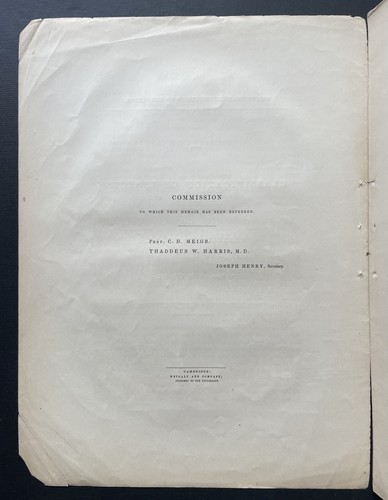 COMMISSION
TO WHICH THIS MEMOIR HAS BEEN REFERRED.
Prof. C. D. MEIGS,
THADDEUS W. HARRIS, M. D.
JOSEPH HENRY, Secretary.
CAMBRIDGE:
METCALF AND COMPANY,
PRINTERS TO THE UNIVERSITY.